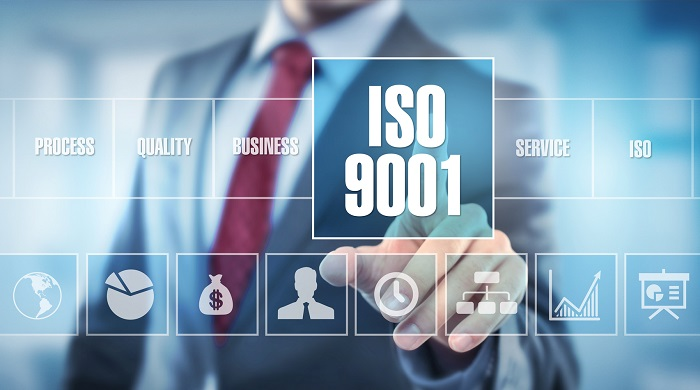 PROCESS
QUALITY
BUSINESS
ISO
9001
SERVICE
ISO
$